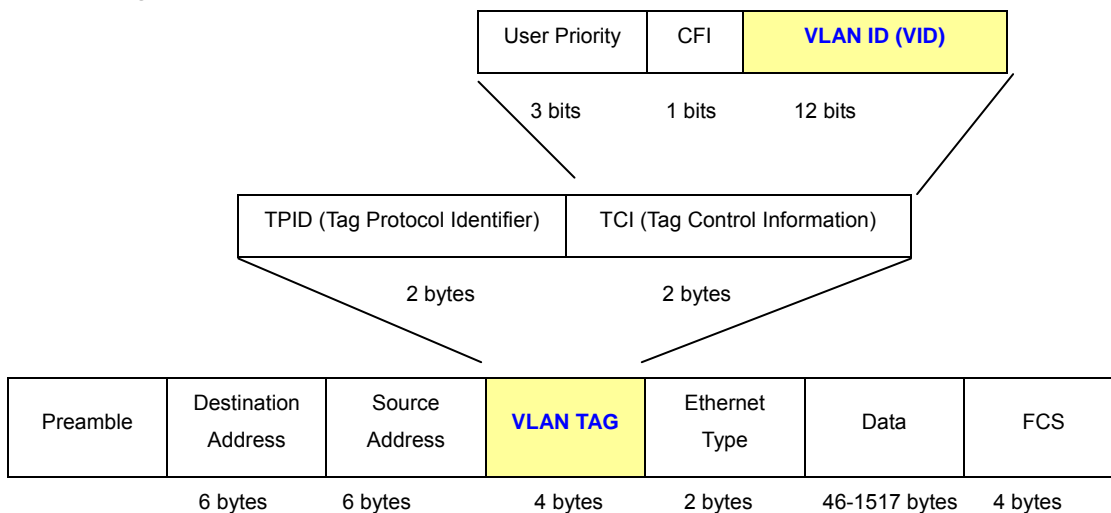 User Priority CFI VLAN ID (VID)
3 bits 1 bits 12 bits
TPID (Tag Protocol Identifier) TCI (Tag Control Information)
2 bytes 2 bytes
Preamble Destination Address Source Address VLAN TAG Ethernet Type Data FCS
6 bytes 6 bytes 4 bytes 2 bytes 46-1517 bytes 4 bytes